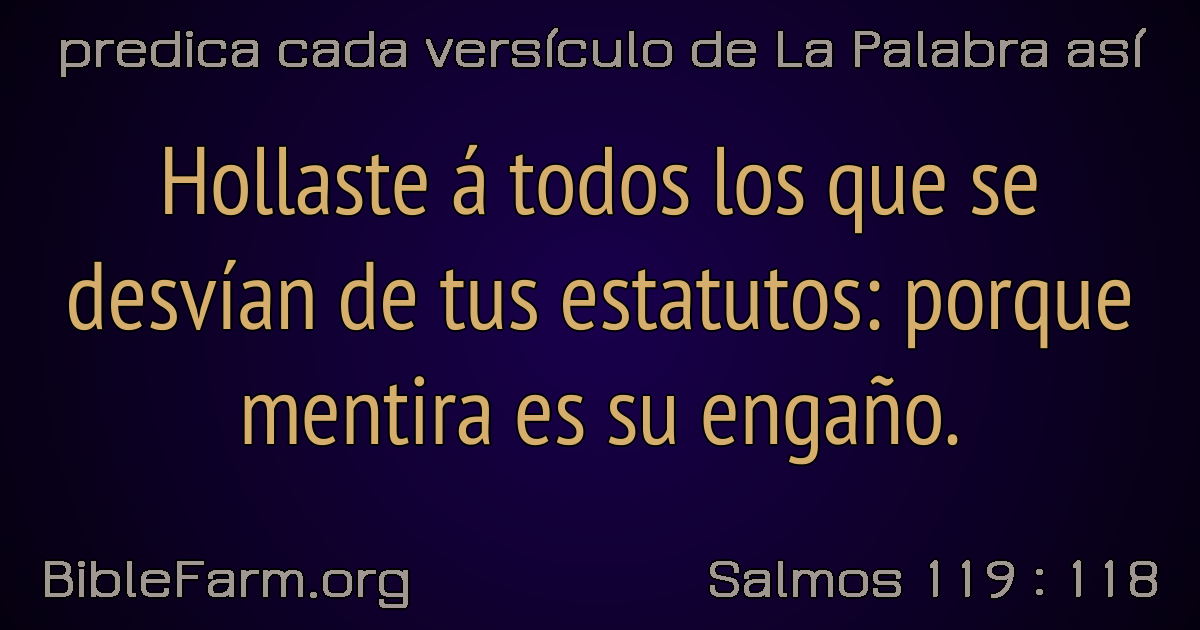 predica cada versículo de La Palabra así
Hollaste á todos los que se
desvían de tus estatutos: porque
mentira es su engaño.
BibleFarm.org
Salmos 119 : 118